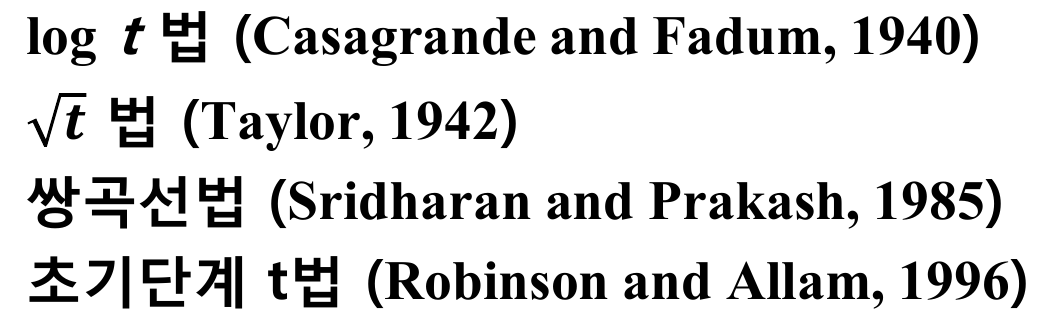 log t 법 (Casagrande and Fadum, 1940)
√t 법 (Taylor, 1942)
쌍곡선법 (Sridharan and Prakash, 1985)
초기단계 t법 (Robinson and Allam, 1996)